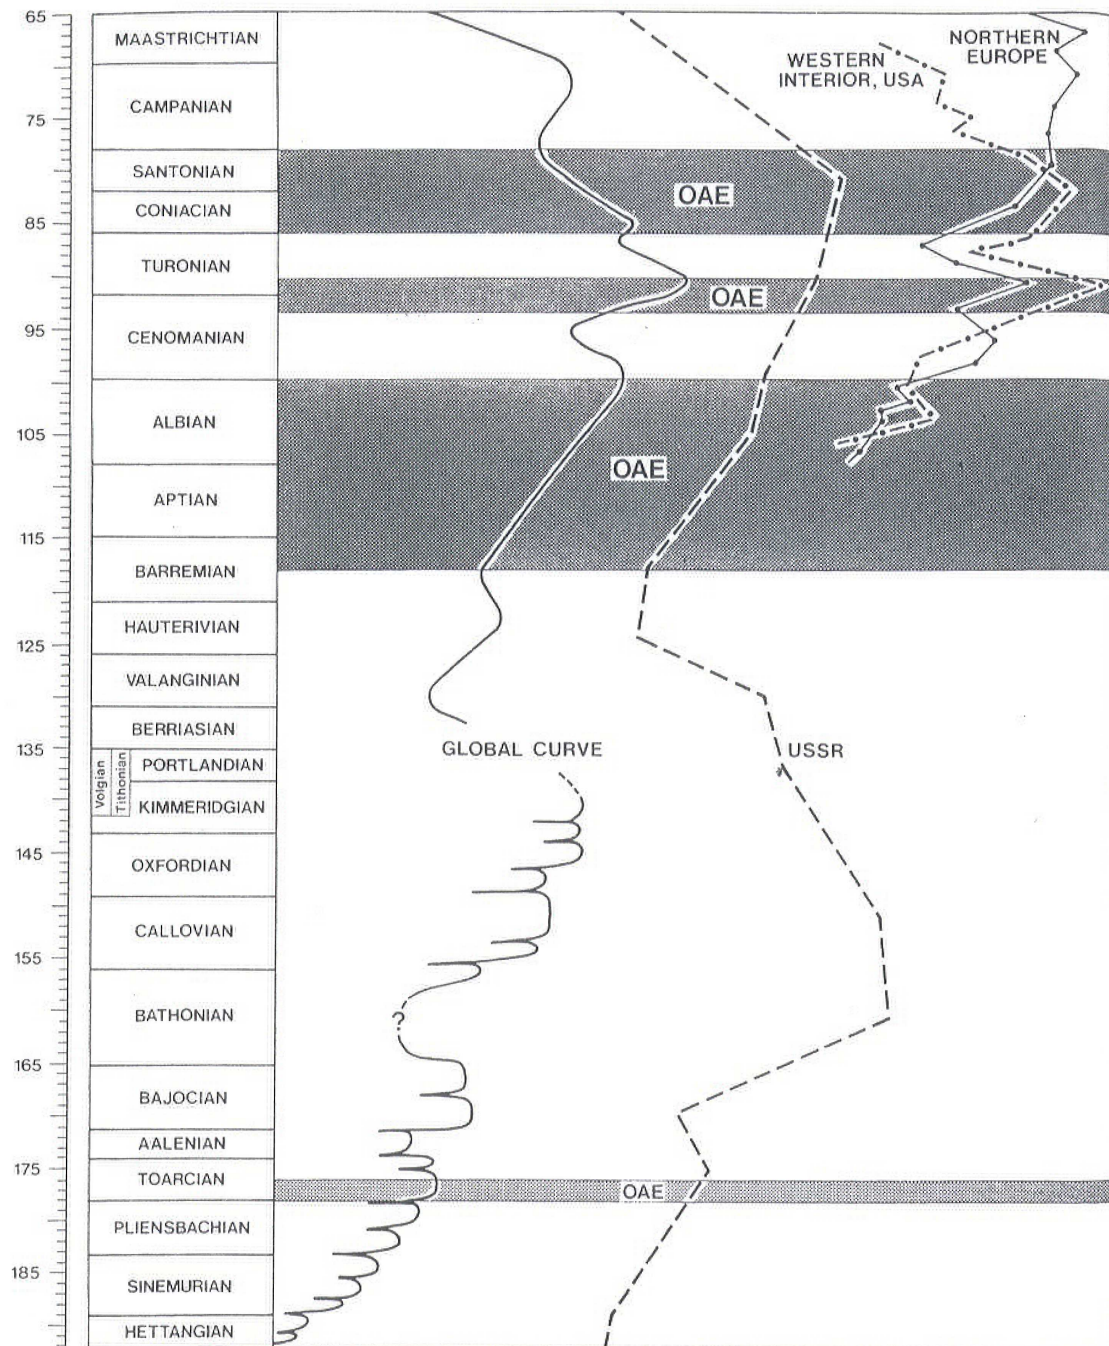 65
MAASTRICHTIAN
WESTERN
INTERIOR, USA
NORTHERN
EUROPE
CAMPANIAN
75
SANTONIAN
OAE
CONIACIAN
85
TURONIAN
OAE
CENOMANIAN
95
ALBIAN
105
OAE
APTIAN
115
BARREMIAN
HAUTERIVIAN
125
VALANGINIAN
BERRIASIAN
135
GLOBAL CURVE
USSR
Volgian
Tithonian
PORTLANDIAN
KIMMERIDGIAN
145
OXFORDIAN
CALLOVIAN
155
BATHONIAN
?
165
BAJOCIAN
AALENIAN
175
TOARCIAN
OAE
PLIENSBACHIAN
185
SINEMURIAN
HETTANGIAN